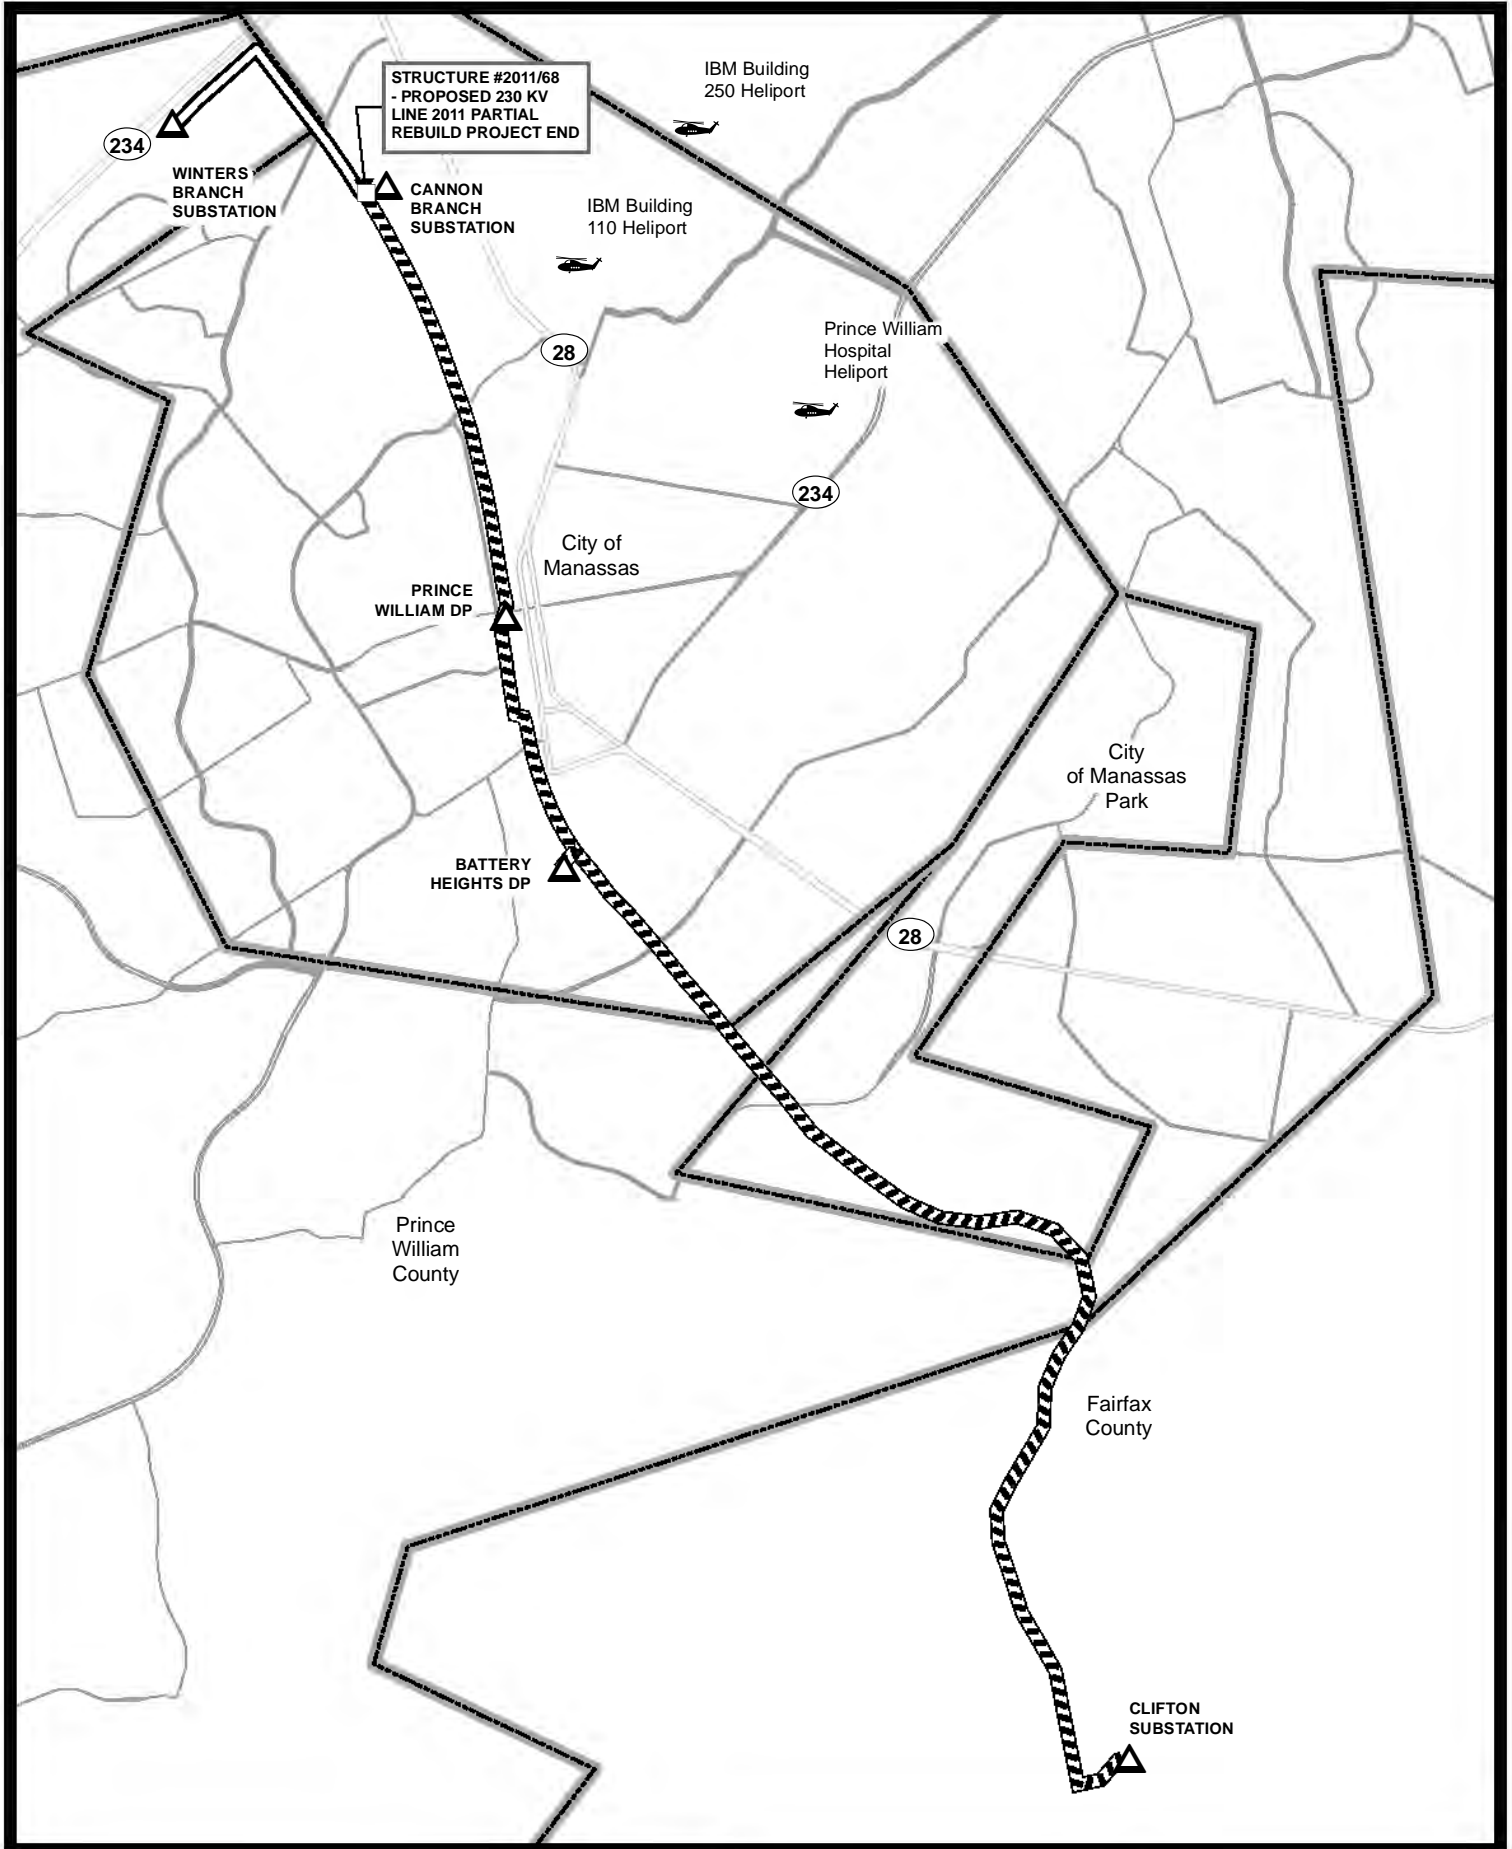 STRUCTURE #2011/68
- PROPOSED 230 KV
LINE 2011 PARTIAL
REBUILD PROJECT END
IBM Building
250 Heliport
234
WINTERS
BRANCH
SUBSTATION
CANNON
BRANCH
SUBSTATION
IBM Building
110 Heliport
28
Prince William
Hospital
Heliport
234
City of
Manassas
PRINCE
WILLIAM DP
City
of Manassas
Park
BATTERY
HEIGHTS DP
28
Prince
William
County
Fairfax
County
CLIFTON
SUBSTATION